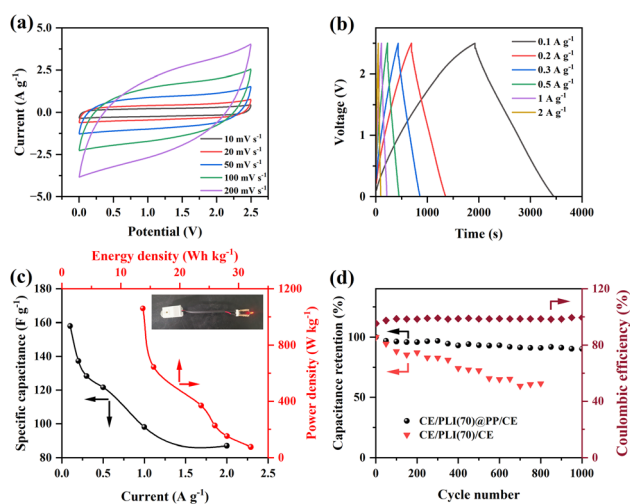 (a)
5.0
2.5
0.0
−2.5
−5.0
Current (A g⁻¹)
10 mV s⁻¹
20 mV s⁻¹
50 mV s⁻¹
100 mV s⁻¹
200 mV s⁻¹
0.0 0.5 1.0 1.5 2.0 2.5
Potential (V)
(b)
3
2
1
0
Voltage (V)
0.1 A g⁻¹
0.2 A g⁻¹
0.3 A g⁻¹
0.5 A g⁻¹
1 A g⁻¹
2 A g⁻¹
0 1000 2000 3000 4000
Time (s)
(c)
Energy density (Wh kg⁻¹)
0 10 20 30
180
160
140
120
100
80
Specific capacitance (F g⁻¹)
1200
800
400
0
Power density (W kg⁻¹)
0.0 0.5 1.0 1.5 2.0
Current (A g⁻¹)
(d)
150
100
50
0
Capacitance retention (%)
120
80
40
0
Coulombic efficiency (%)
CE/PLI(70)@PP/CE
CE/PLI(70)/CE
0 200 400 600 800 1000
Cycle number